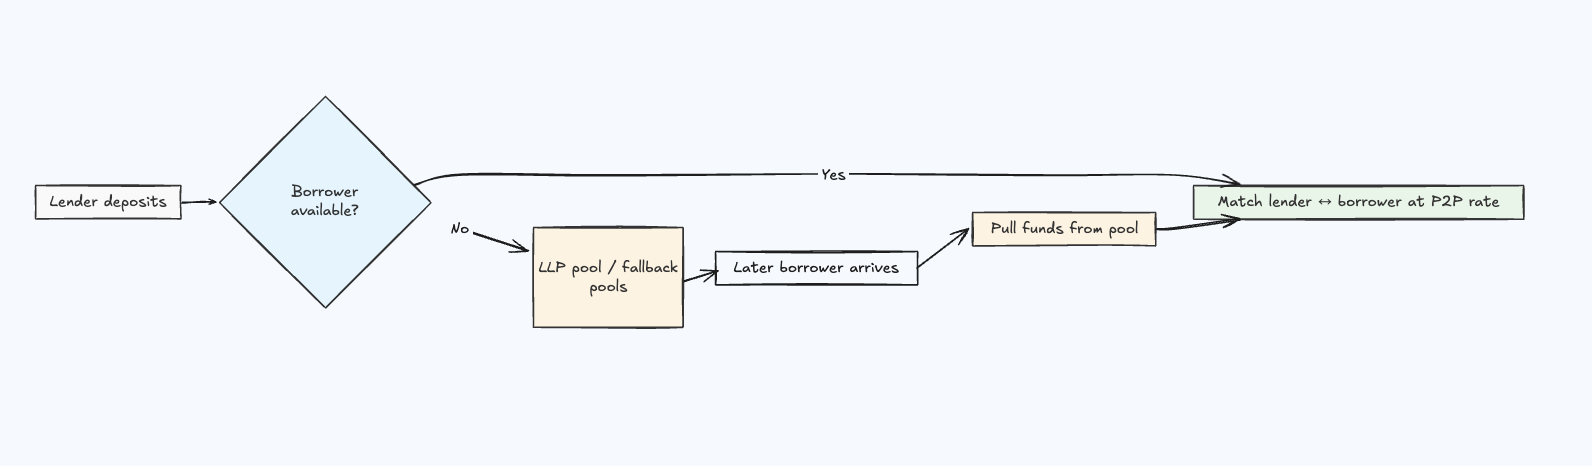 Lender deposits
Borrower
available?
Yes
No
LLP pool / fallback
pools
Later borrower arrives
Pull funds from pool
Match lender ↔ borrower at P2P rate